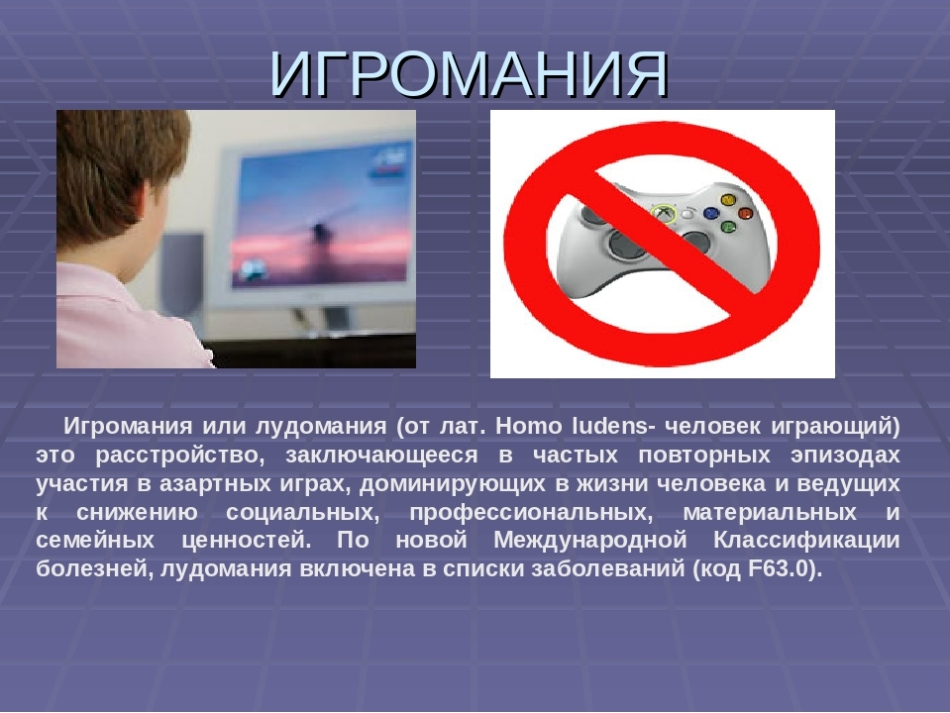 ИГРОМАНИЯ
Игромания или лудомания (от лат. Homo ludens- человек играющий)
это расстройство, заключающееся в частых повторных эпизодах
участия в азартных играх, доминирующих в жизни человека и ведущих
к снижению социальных, профессиональных, материальных и
семейных ценностей. По новой Международной Классификации
болезней, лудомания включена в списки заболеваний (код F63.0).